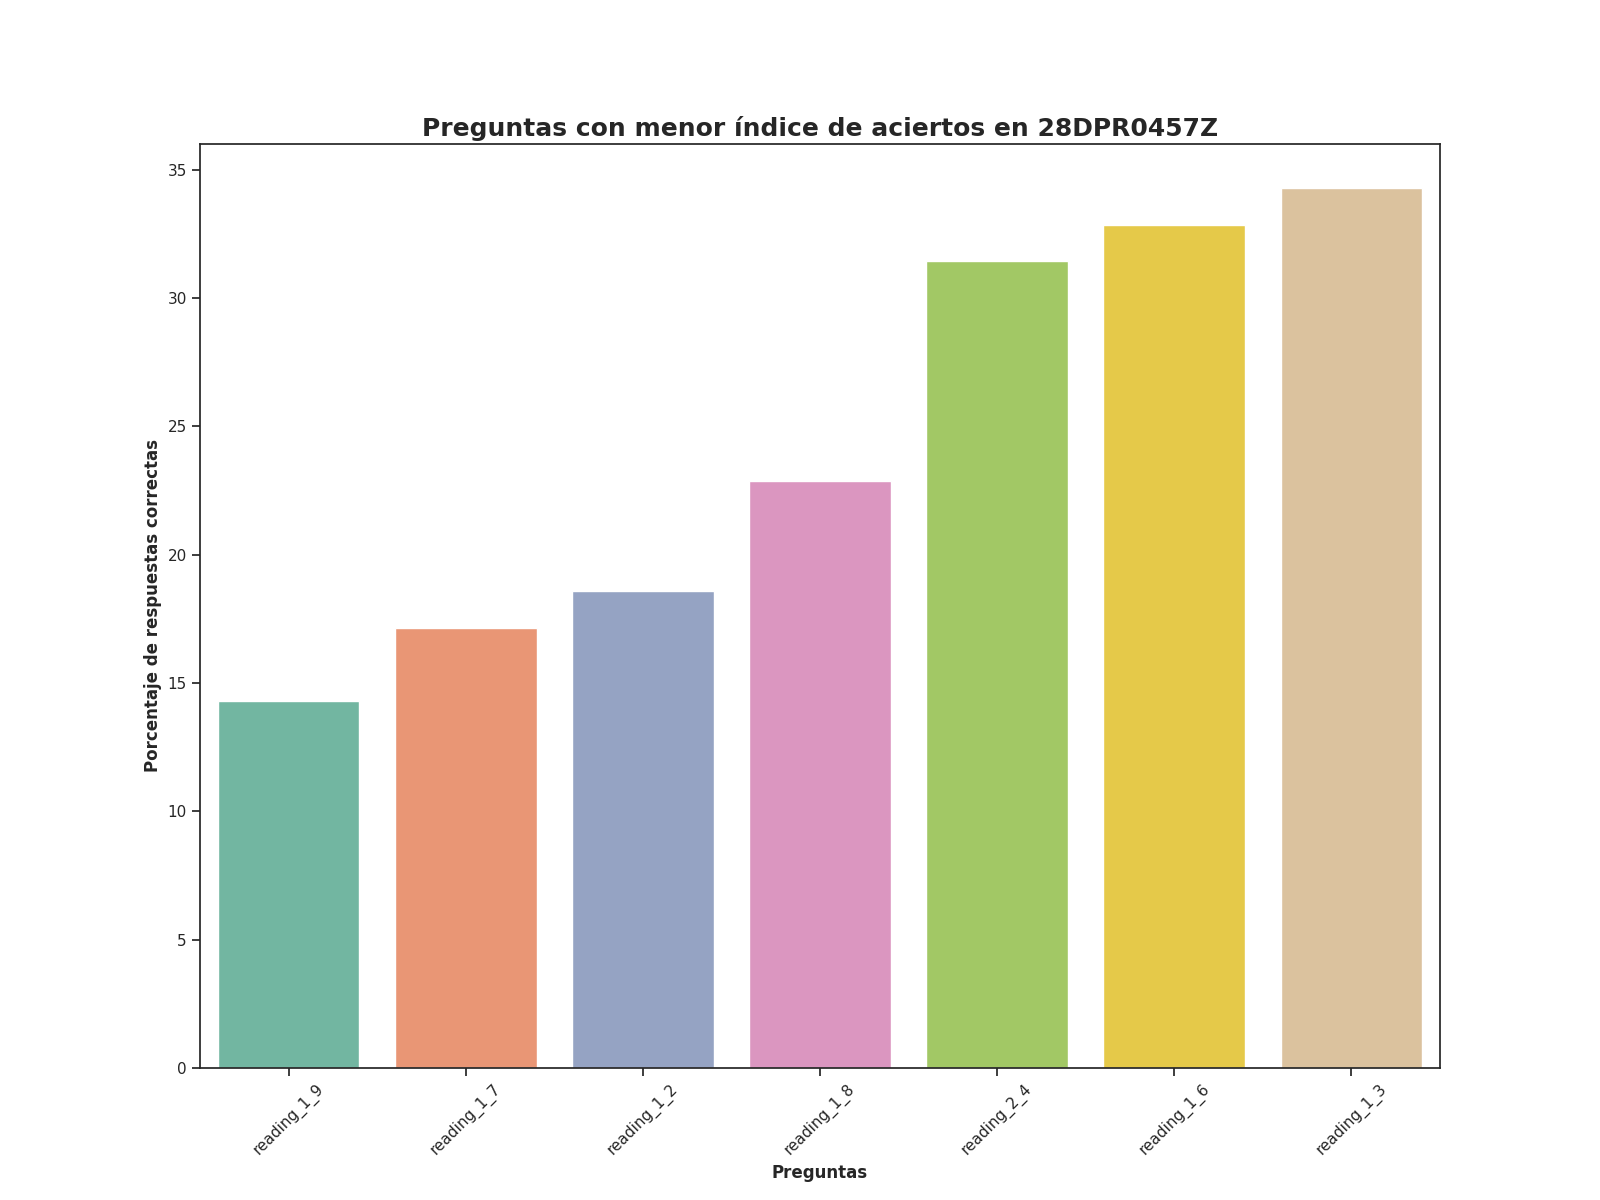 Preguntas con menor índice de aciertos en 28DPR0457Z
Porcentaje de respuestas correctas
35
30
25
20
15
10
5
0
reading_1_9
reading_1_7
reading_1_2
reading_1_8
reading_2_4
reading_1_6
reading_1_3
Preguntas